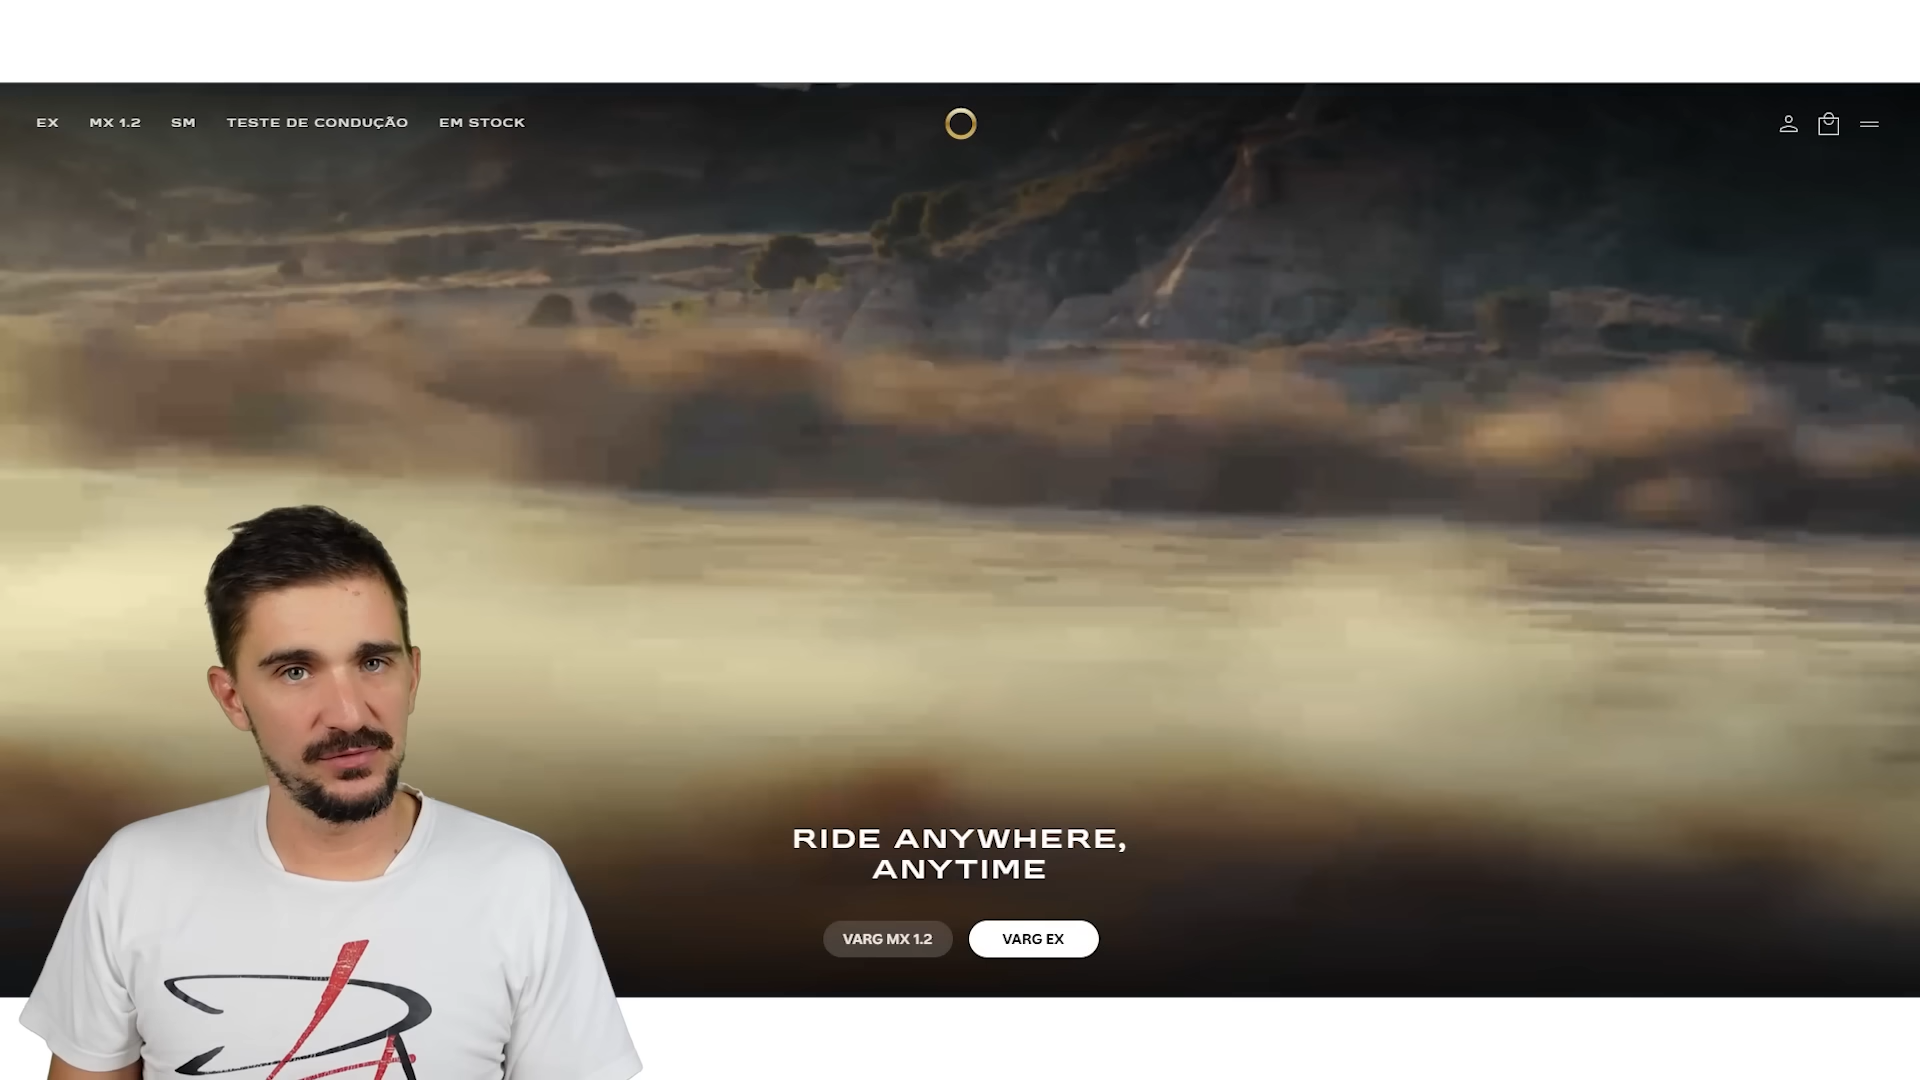 EX MX 1.2 SM TESTE DE CONDUÇÃO EM STOCK
RIDE ANYWHERE,
ANYTIME
VARG MX 1.2 VARG EX